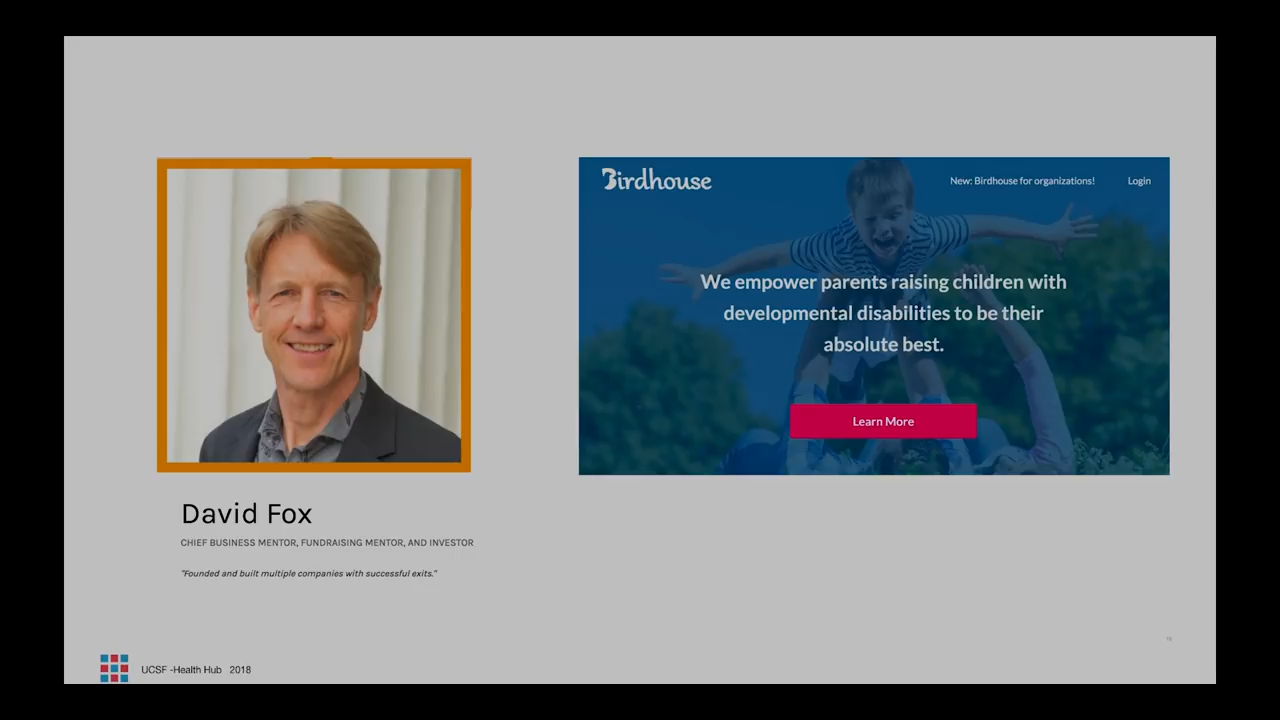 Birdhouse
New: Birdhouse for organizations!
Login
We empower parents raising children with
developmental disabilities to be their
absolute best.
Learn More
David Fox
CHIEF BUSINESS MENTOR, FUNDRAISING MENTOR, AND INVESTOR
"Founded and built multiple companies with successful exits."
UCSF -Health Hub 2018